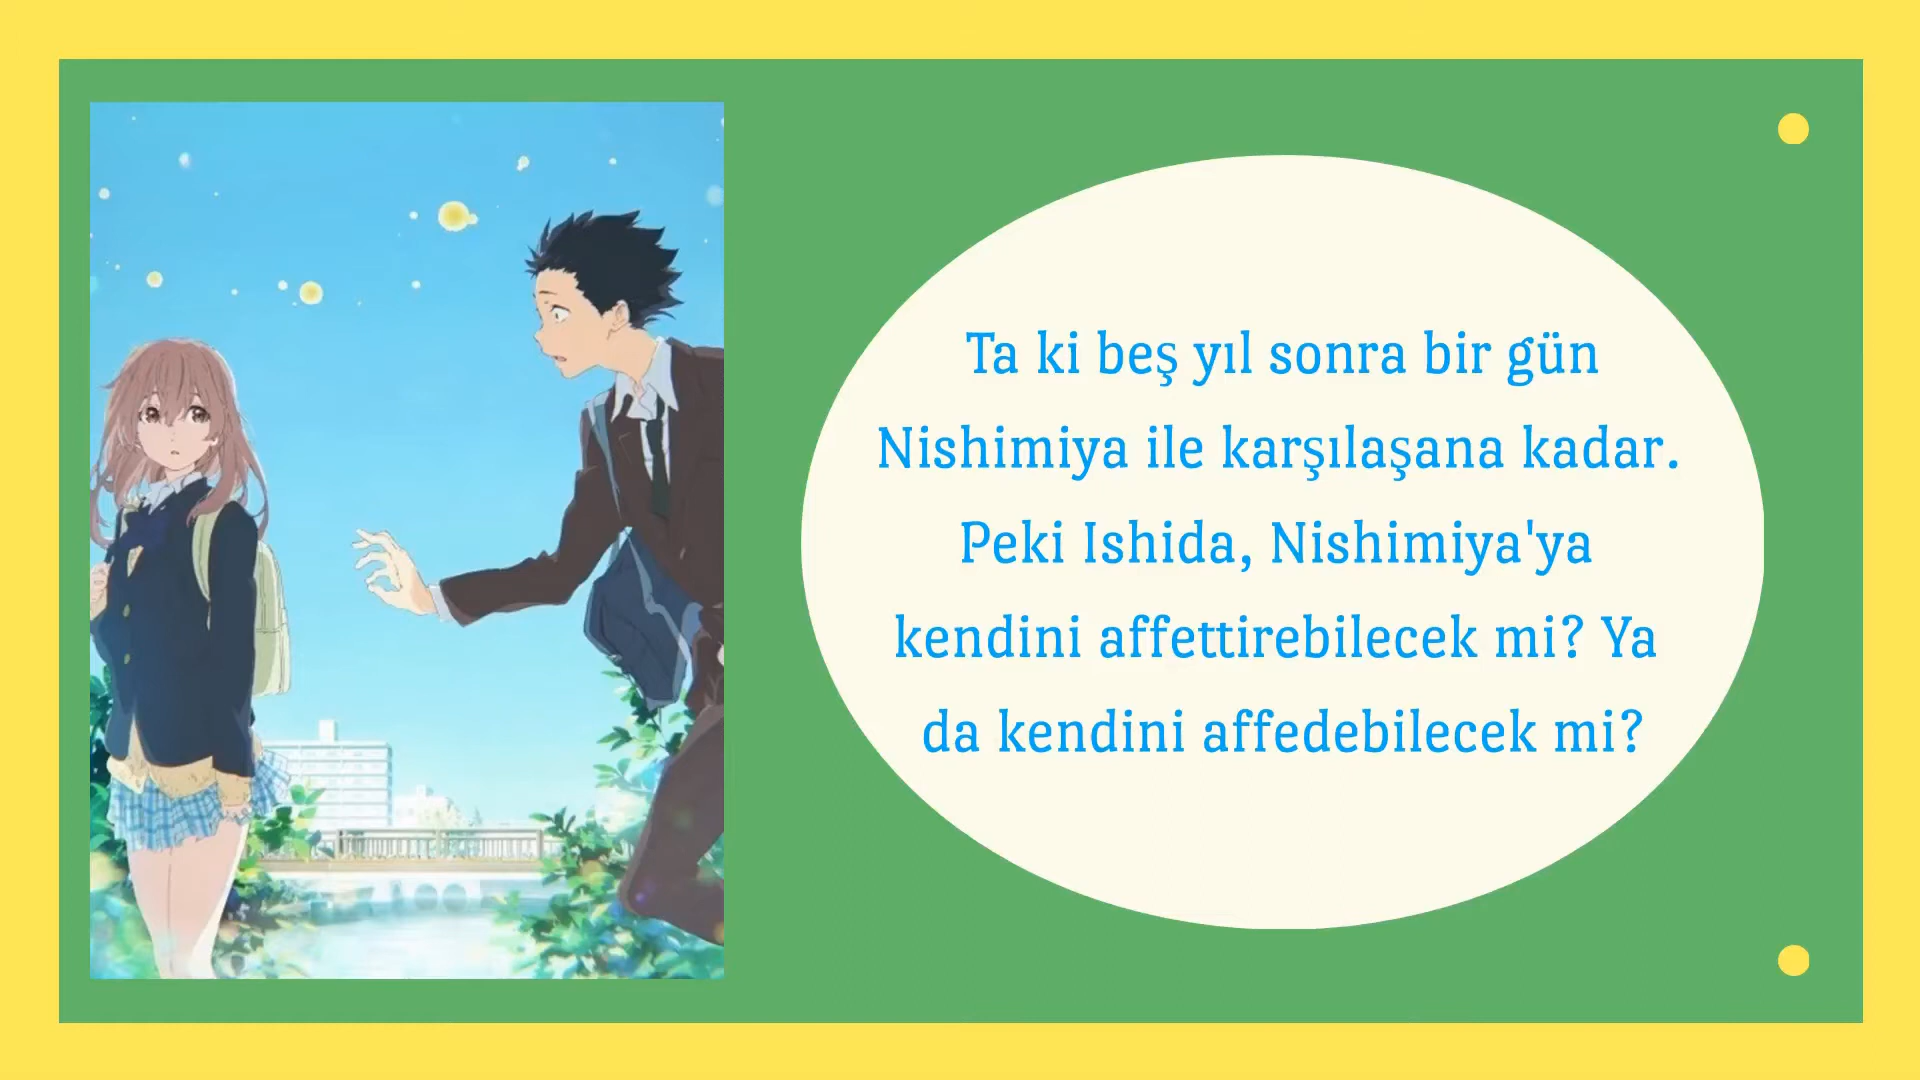 Ta ki beş yıl sonra bir gün
Nishimiya ile karşılaşana kadar.
Peki Ishida, Nishimiya'ya
kendini affettirebilecek mi? Ya
da kendini affedebilecek mi?